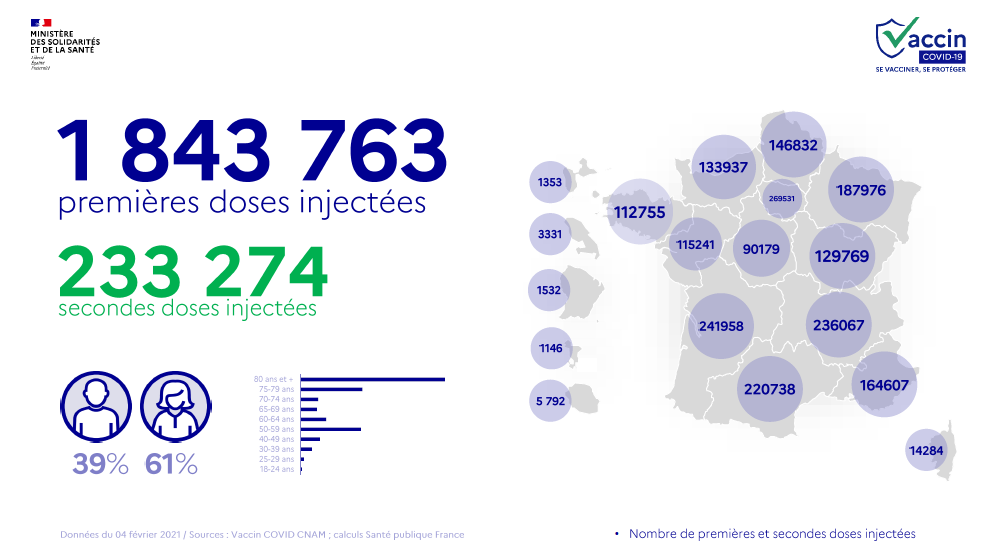 MINISTÈRE
DES SOLIDARITÉS
ET DE LA SANTÉ
Liberté
Égalité
Fraternité
Vaccin
COVID-19
SE VACCINER, SE PROTÉGER
1 843 763
premières doses injectées
233 274
secondes doses injectées
39% 61%
80 ans et +
75-79 ans
70-74 ans
65-69 ans
60-64 ans
50-59 ans
40-49 ans
30-39 ans
25-29 ans
18-24 ans
1353
3331
1532
1146
5 792
146832
133937
187976
269531
112755
115241
90179
129769
241958
236067
220738
164607
14284
Données du 04 février 2021 / Sources : Vaccin COVID CNAM ; calculs Santé publique France
• Nombre de premières et secondes doses injectées